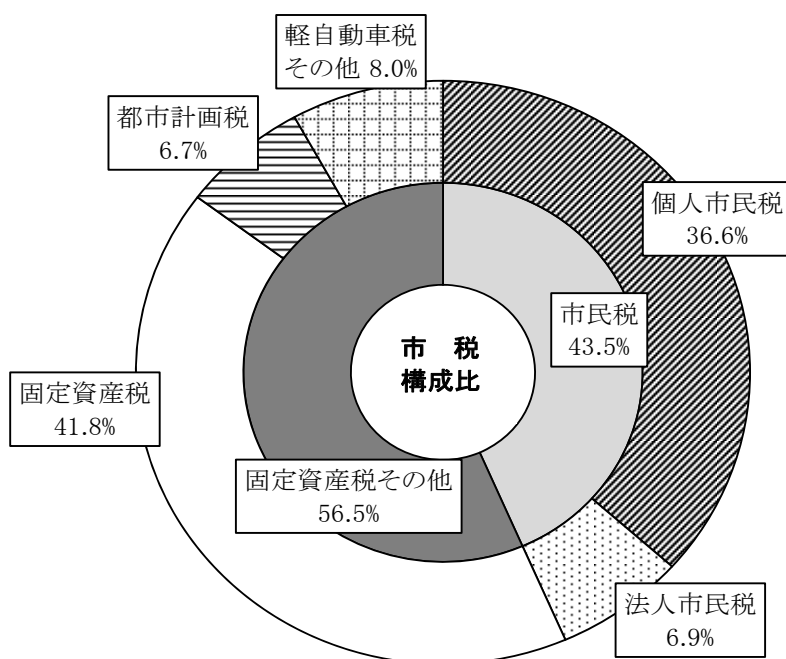 軽自動車税
その他 8.0%
都市計画税
6.7%
個人市民税
36.6%
市民税
43.5%
市 税
構成比
固定資産税
41.8%
固定資産税その他
56.5%
法人市民税
6.9%